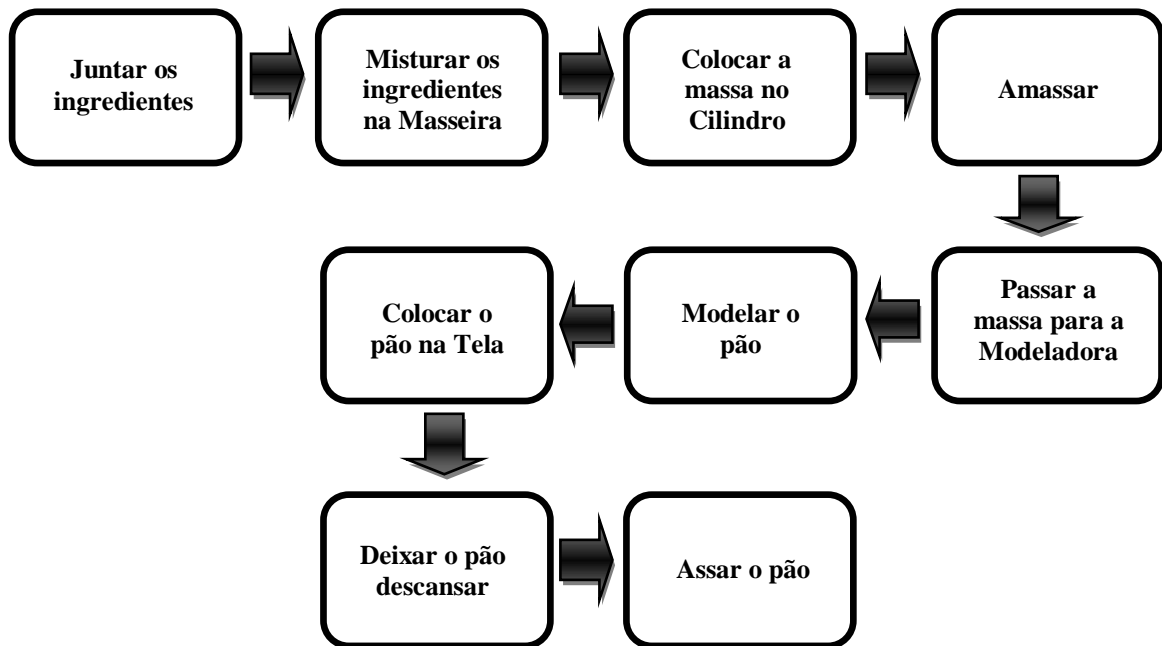 Juntar os
ingredientes
Misturar os
ingredientes
na Masseira
Colocar a
massa no
Cilindro
Amassar
Passar a
massa para a
Modeladora
Modelar o
pão
Colocar o
pão na Tela
Deixar o pão
descansar
Assar o pão